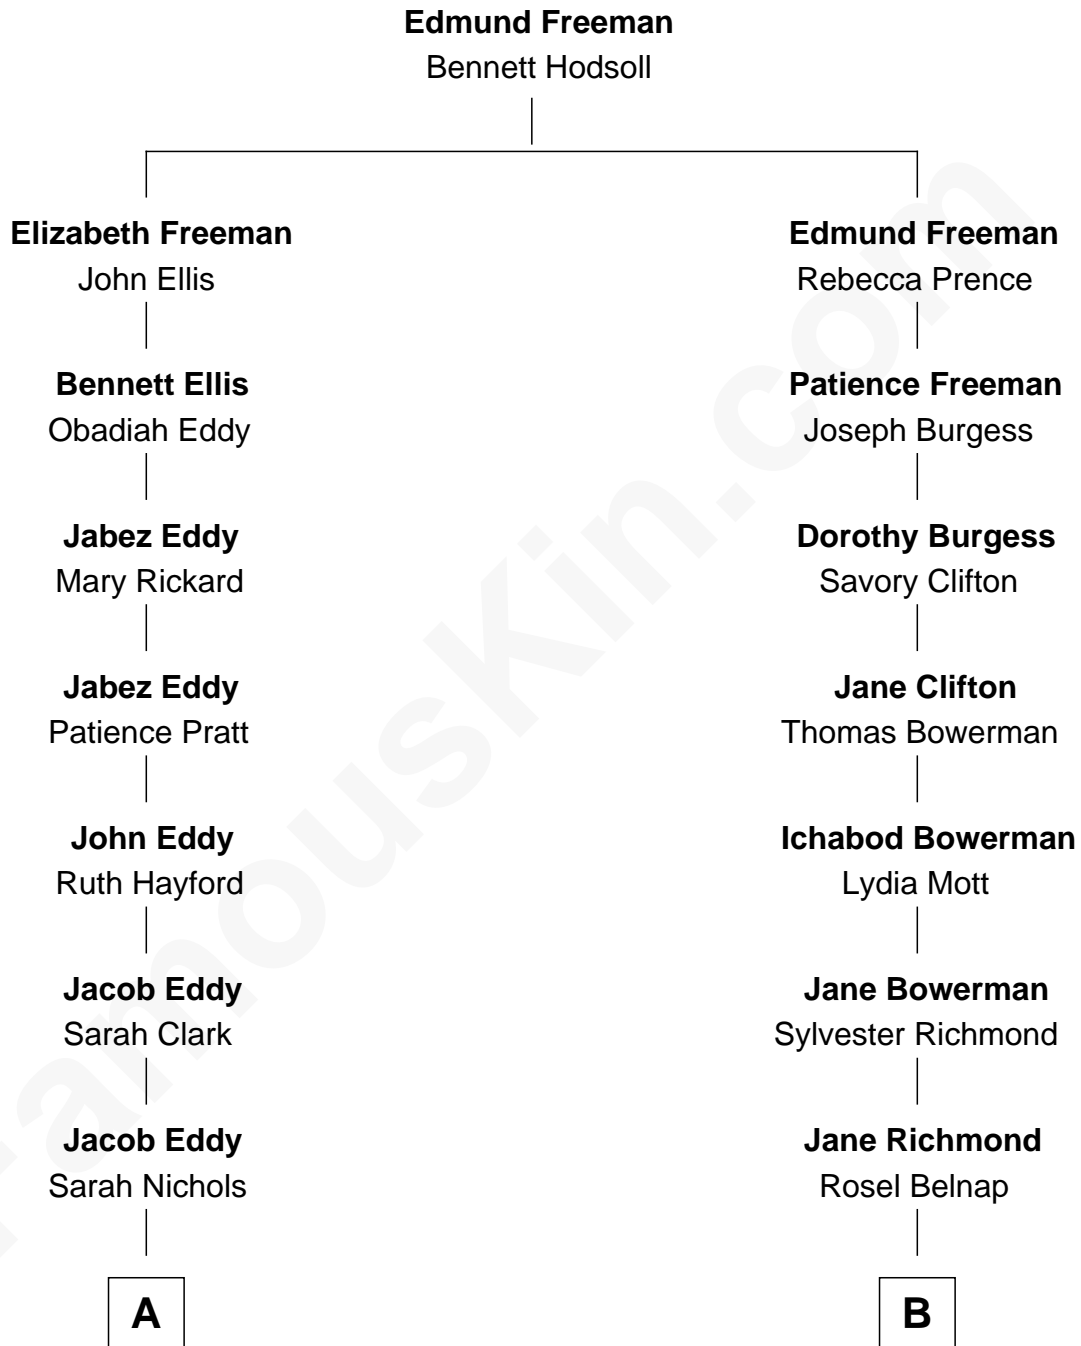 Edmund Freeman
Bennett Hodsoll
Elizabeth Freeman
John Ellis
Bennett Ellis
Obadiah Eddy
Jabez Eddy
Mary Rickard
Jabez Eddy
Patience Pratt
John Eddy
Ruth Hayford
Jacob Eddy
Sarah Clark
Jacob Eddy
Sarah Nichols
A
Edmund Freeman
Rebecca Prence
Patience Freeman
Joseph Burgess
Dorothy Burgess
Savory Clifton
Jane Clifton
Thomas Bowerman
Ichabod Bowerman
Lydia Mott
Jane Bowerman
Sylvester Richmond
Jane Richmond
Rosel Belnap
B
FamousKin.com